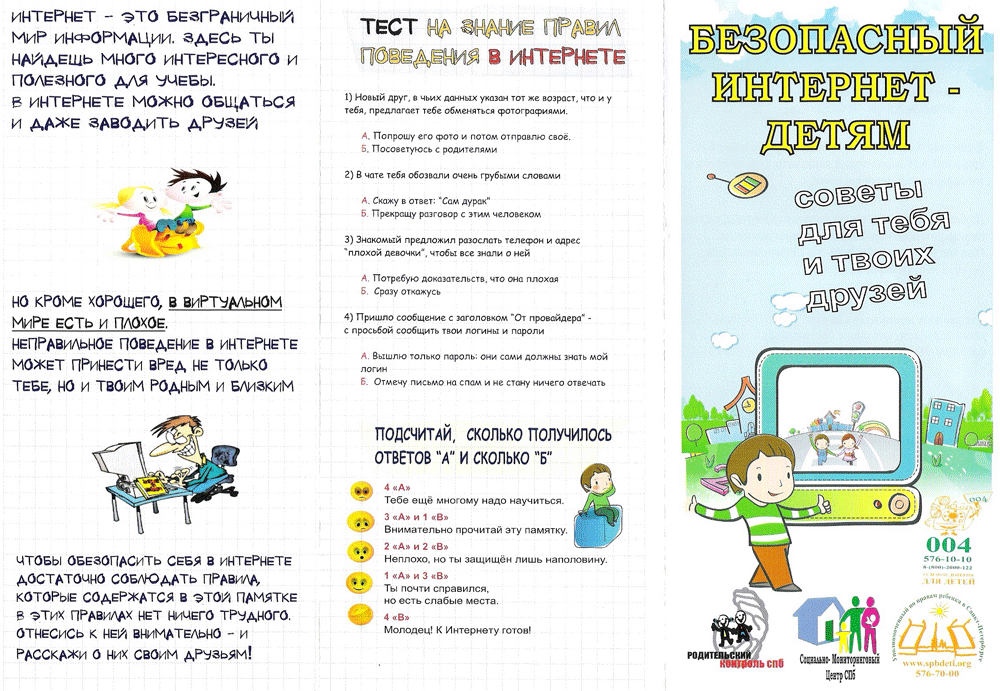 ИНТЕРНЕТ - ЭТО БЕЗГРАНИЧНЫЙ
МИР ИНФОРМАЦИИ. ЗДЕСЬ ТЫ
НАЙДЕШЬ МНОГО ИНТЕРЕСНОГО И
ПОЛЕЗНОГО ДЛЯ УЧЕБЫ.
В ИНТЕРНЕТЕ МОЖНО ОБЩАТЬСЯ
И ДАЖЕ ЗАВОДИТЬ ДРУЗЕЙ
НО КРОМЕ ХОРОШЕГО, В ВИРТУАЛЬНОМ
МИРЕ ЕСТЬ И ПЛОХОЕ.
НЕПРАВИЛЬНОЕ ПОВЕДЕНИЕ В ИНТЕРНЕТЕ
МОЖЕТ ПРИНЕСТИ ВРЕД НЕ ТОЛЬКО
ТЕБЕ, НО И ТВОИМ РОДНЫМ И БЛИЗКИМ
ЧТОБЫ ОБЕЗОПАСИТЬ СЕБЯ В ИНТЕРНЕТЕ
ДОСТАТОЧНО СОБЛЮДАТЬ ПРАВИЛА,
КОТОРЫЕ СОДЕРЖАТСЯ В ЭТОЙ ПАМЯТКЕ
В ЭТИХ ПРАВИЛАХ НЕТ НИЧЕГО ТРУДНОГО.
ОТНЕСИСЬ К НЕЙ ВНИМАТЕЛЬНО - И
РАССКАЖИ О НИХ СВОИМ ДРУЗЬЯМ!
ТЕСТ НА ЗНАНИЕ ПРАВИЛ
ПОВЕДЕНИЯ В ИНТЕРНЕТЕ
1) Новый друг, в чьих данных указан тот же возраст, что и у
тебя, предлагает тебе обменяться фотографиями.
А. Попрошу его фото и потом отправлю своё.
Б. Посоветуюсь с родителями
2) В чате тебя обозвали очень грубыми словами
А. Скажу в ответ: "Сам дурак"
Б. Прекращу разговор с этим человеком
3) Знакомый предложил разослать телефон и адрес
"плохой девочки", чтобы все знали о ней
А. Потребую доказательств, что она плохая
Б. Сразу откажусь
4) Пришло сообщение с заголовком "От провайдера" -
с просьбой сообщить твои логины и пароли
А. Вышлю только пароль: они сами должны знать мой
логин
Б. Отмечу письмо на спам и не стану ничего отвечать
ПОДСЧИТАЙ, СКОЛЬКО ПОЛУЧИЛОСЬ
ОТВЕТОВ "А" И СКОЛЬКО "Б"
4 «А»
Тебе ещё многому надо научиться.
3 «А» и 1 «В»
Внимательно прочитай эту памятку.
2 «А» и 2 «В»
Неплохо, но ты защищён лишь наполовину.
1 «А» и 3 «В»
Ты почти справился,
но есть слабые места.
4 «В»
Молодец! К Интернету готов!
БЕЗОПАСНЫЙ
ИНТЕРНЕТ -
ДЕТЯМ
советы
для тебя
и твоих
друзей
004
004
576-10-10
8-(800)-2000-122
ДЛЯ ДЕТЕЙ
РОДИТЕЛЬСКИЙ
КОНТРОЛЬ СПБ
Социально- Мониторинговый
Центр СПб
Уполномоченный по правам ребенка в Санкт-Петербурге
www.spbdeti.org
576-70-00